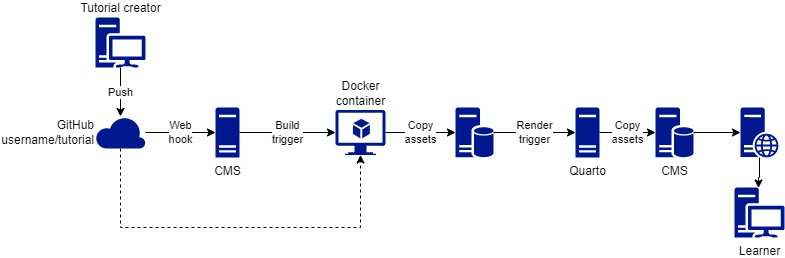 Tutorial creator
Push
GitHub
username/tutorial
Web
hook
CMS
Build
trigger
Docker
container
Copy
assets
Render
trigger
Quarto
Copy
assets
CMS
Learner